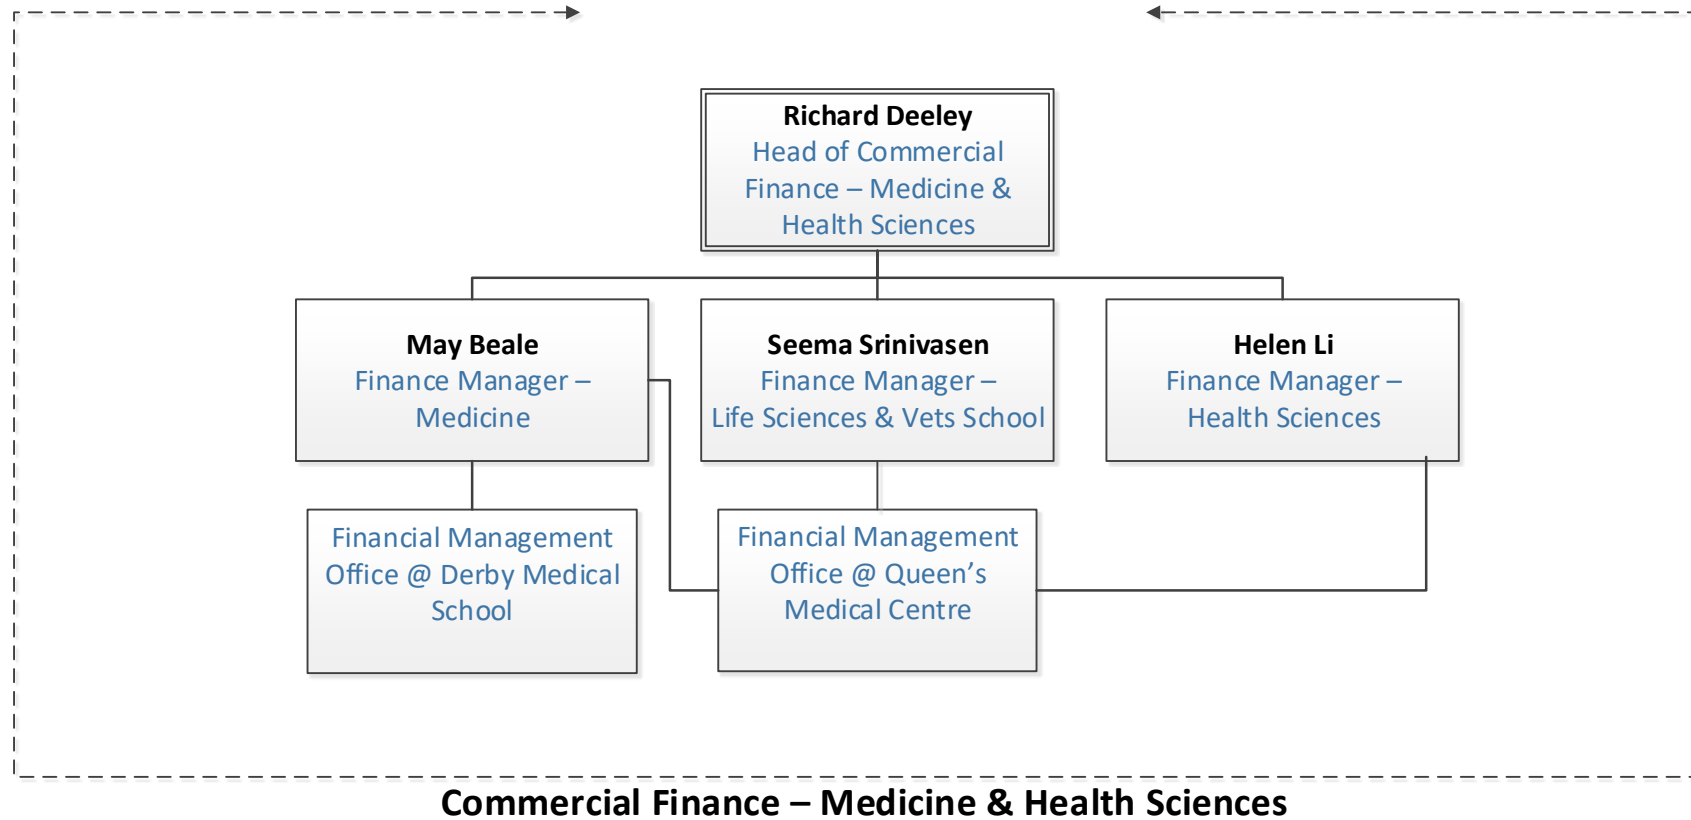 Richard Deeley
Head of Commercial
Finance – Medicine &
Health Sciences
May Beale
Finance Manager –
Medicine
Seema Srinivasen
Finance Manager –
Life Sciences & Vets School
Helen Li
Finance Manager –
Health Sciences
Financial Management
Office @ Derby Medical
School
Financial Management
Office @ Queen’s
Medical Centre
Commercial Finance – Medicine & Health Sciences